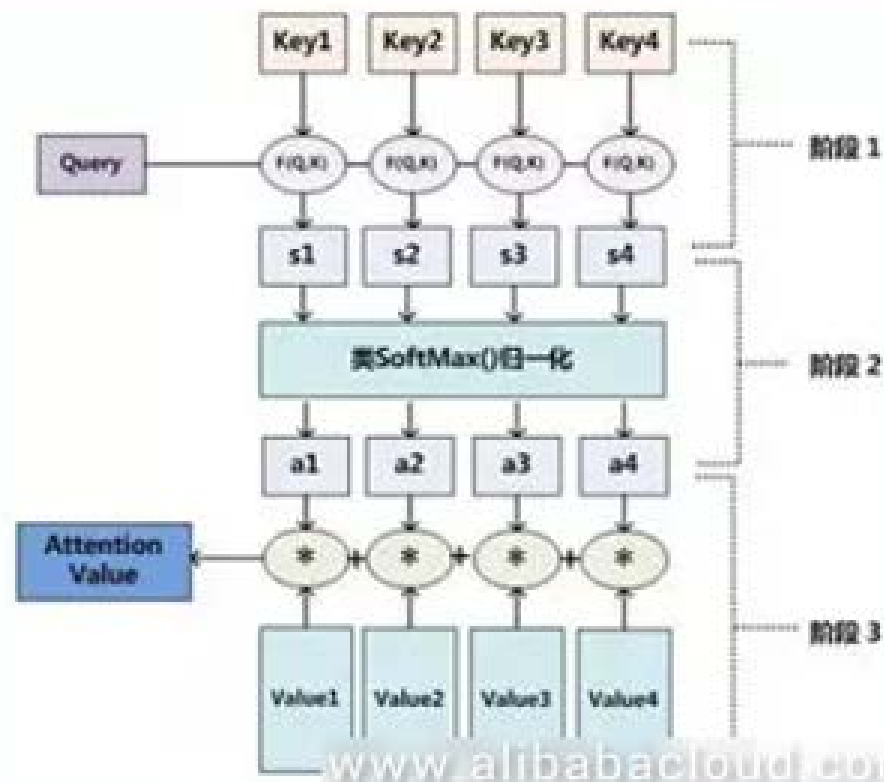 Key1 Key2 Key3 Key4
Query
F(Q,K) F(Q,K) F(Q,K) F(Q,K)
阶段 1
s1 s2 s3 s4
类SoftMax()归一化
阶段 2
a1 a2 a3 a4
Attention
Value
* + * + * + *
阶段 3
Value1 Value2 Value3 Value4
www.alibabacloud.com